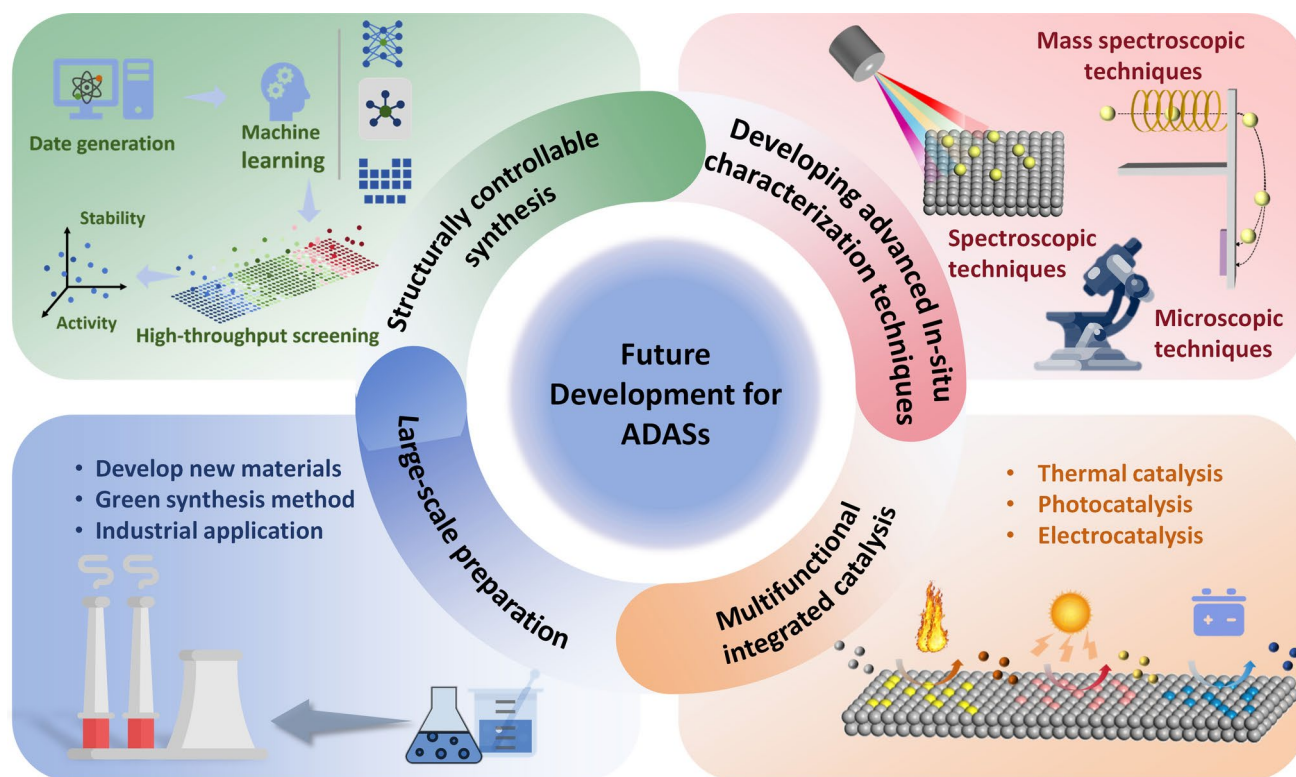 Date generation
Machine
learning
Stability
Activity
High-throughput screening
Structurally controllable
synthesis
Developing advanced In-situ
characterization techniques
Mass spectroscopic
techniques
Spectroscopic
techniques
Microscopic
techniques
Future
Development for
ADASs
Large-scale preparation
• Develop new materials
• Green synthesis method
• Industrial application
Multifunctional
integrated catalysis
• Thermal catalysis
• Photocatalysis
• Electrocatalysis